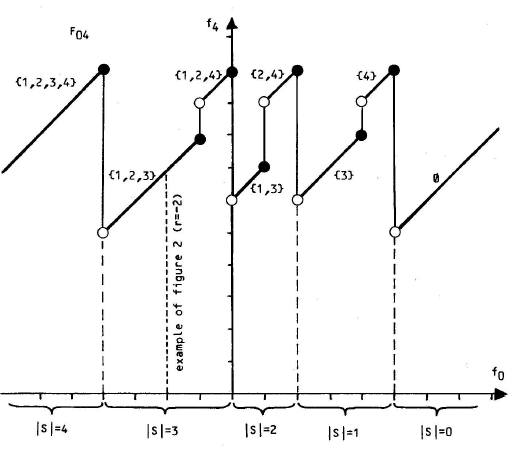 F04
f4
{1,2,3,4}
{1,2,4}
{2,4}
{4}
{1,2,3}
{1,3}
{3}
∅
example of figure 2 (r=-2)
f0
|S|=4
|S|=3
|S|=2
|S|=1
|S|=0